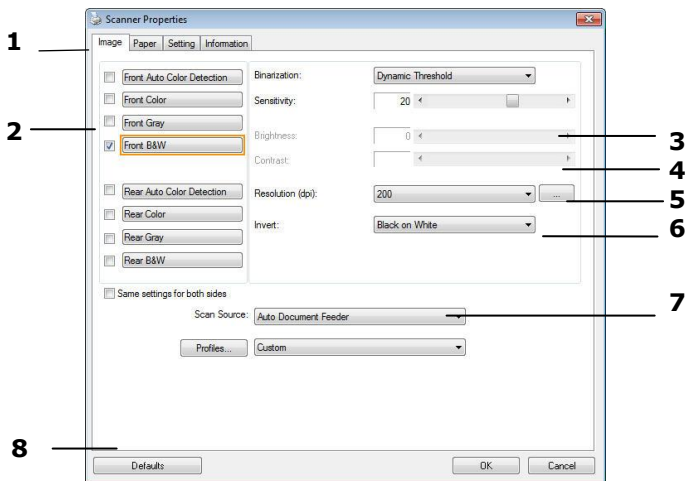 Scanner Properties
1
Image Paper Setting Information
Front Auto Color Detection
Binarization: Dynamic Threshold
Front Color
Sensitivity: 20
2
Front Gray
Front B&W
Brightness: 0
3
Contrast:
4
Rear Auto Color Detection
Resolution (dpi): 200 ...
5
Rear Color
Invert: Black on White
6
Rear Gray
Rear B&W
Same settings for both sides
7
Scan Source: Auto Document Feeder
Profiles... Custom
8
Defaults OK Cancel